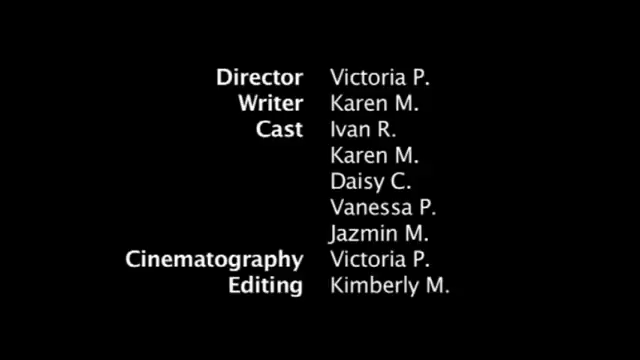 Director Victoria P.
Writer Karen M.
Cast Ivan R.
Karen M.
Daisy C.
Vanessa P.
Jazmin M.
Cinematography Victoria P.
Editing Kimberly M.